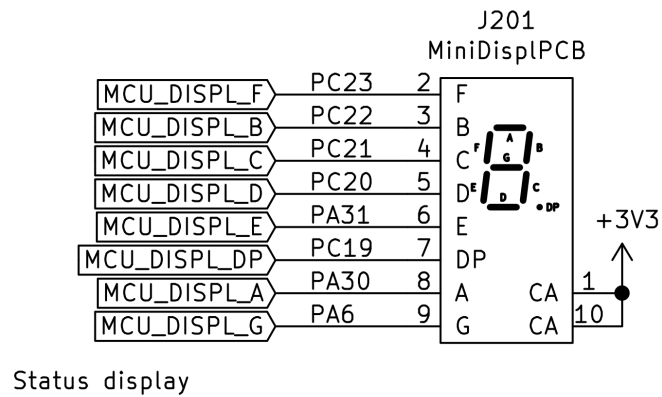 J201
MiniDisplPCB
MCU_DISPL_F PC23 2 F
MCU_DISPL_B PC22 3 B
MCU_DISPL_C PC21 4 C
MCU_DISPL_D PC20 5 D
MCU_DISPL_E PA31 6 E
MCU_DISPL_DP PC19 7 DP
MCU_DISPL_A PA30 8 A CA 1
MCU_DISPL_G PA6 9 G CA 10
A
F B
G
E C
D
DP
+3V3
Status display